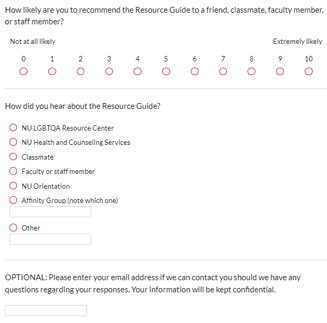 How likely are you to recommend the Resource Guide to a friend, classmate, faculty member,
or staff member?
Not at all likely Extremely likely
0 1 2 3 4 5 6 7 8 9 10
How did you hear about the Resource Guide?
NU LGBTQA Resource Center
NU Health and Counseling Services
Classmate
Faculty or staff member
NU Orientation
Affinity Group (note which one)
Other
OPTIONAL: Please enter your email address if we can contact you should we have any
questions regarding your responses. Your information will be kept confidential.